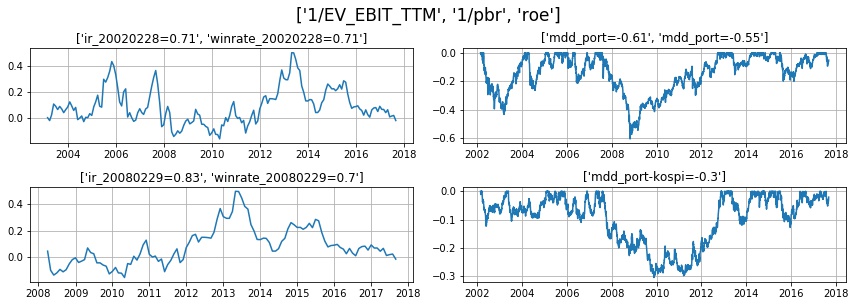 ['1/EV_EBIT_TTM', '1/pbr', 'roe']
['ir_20020228=0.71', 'winrate_20020228=0.71']
0.4
0.2
0.0
2004 2006 2008 2010 2012 2014 2016 2018
['mdd_port=-0.61', 'mdd_port=-0.55']
0.0
−0.2
−0.4
−0.6
2002 2004 2006 2008 2010 2012 2014 2016 2018
['ir_20080229=0.83', 'winrate_20080229=0.7']
0.4
0.2
0.0
2008 2009 2010 2011 2012 2013 2014 2015 2016 2017 2018
['mdd_port-kospi=-0.3']
0.0
−0.1
−0.2
−0.3
2002 2004 2006 2008 2010 2012 2014 2016 2018